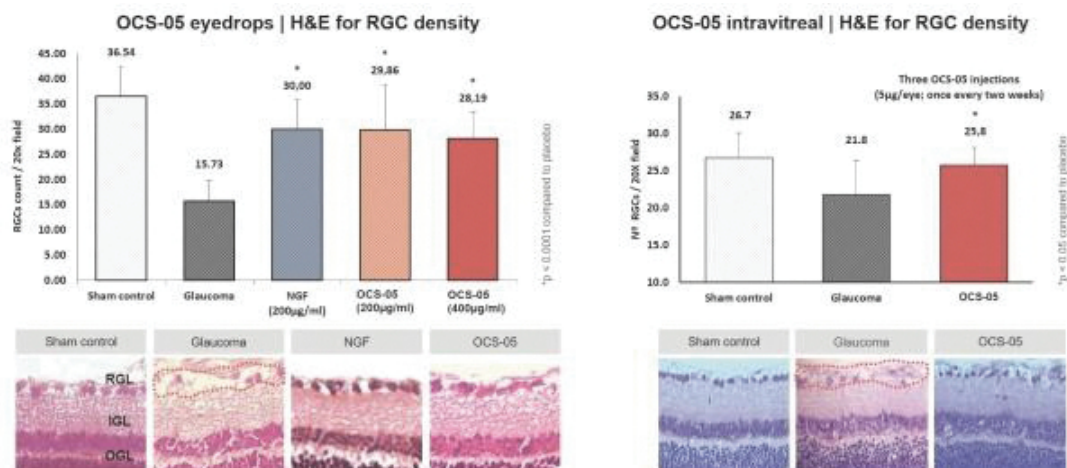 OCS-05 eyedrops | H&E for RGC density
45.00
40.00
35.00
30.00
25.00
20.00
15.00
10.00
5.00
0.00
RGCs count / 20x field
36.54
15.73
*
30,00
*
29,86
*
28,19
Sham control
Glaucoma
NGF
(200µg/ml)
OCS-05
(200µg/ml)
OCS-05
(400µg/ml)
*p < 0.0001 compared to placebo
Sham control
Glaucoma
NGF
OCS-05
RGL
IGL
OGL
OCS-05 intravitreal | H&E for RGC density
Three OCS-05 injections
(5µg/eye; once every two weeks)
35.0
30.0
25.0
20.0
15.0
10.0
Nº RGCs / 20X field
26.7
21.8
*
25,8
Sham control
Glaucoma
OCS-05
*p < 0.05 compared to placebo
Sham control
Glaucoma
OCS-05